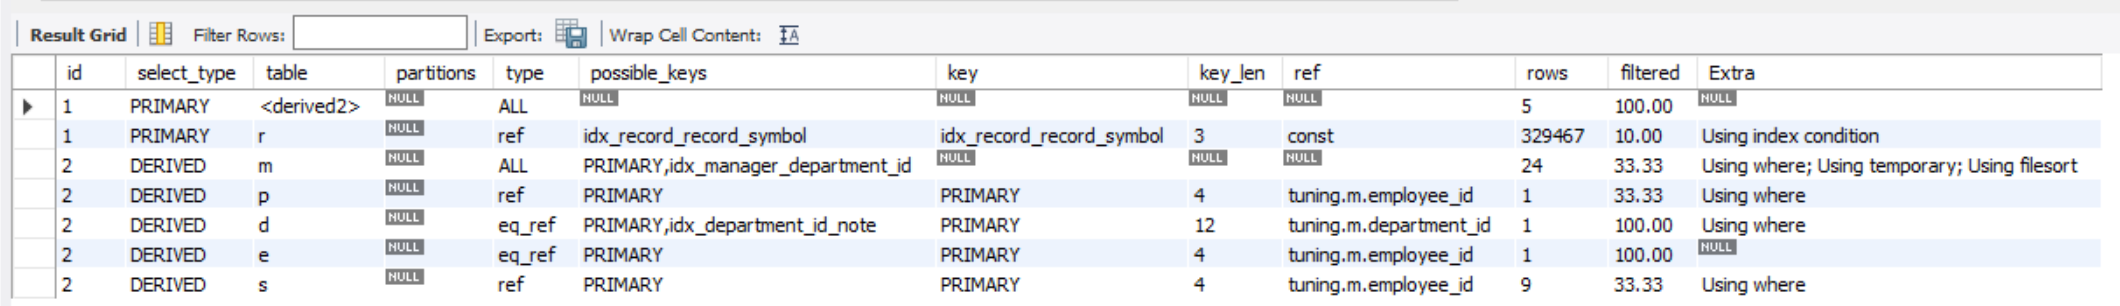 Result Grid Filter Rows: Export: Wrap Cell Content: IA
id select_type table partitions type possible_keys key key_len ref rows filtered Extra
1 PRIMARY <derived2> NULL ALL NULL NULL NULL NULL 5 100.00 NULL
1 PRIMARY r NULL ref idx_record_record_symbol idx_record_record_symbol 3 const 329467 10.00 Using index condition
2 DERIVED m NULL ALL PRIMARY,idx_manager_department_id NULL NULL NULL 24 33.33 Using where; Using temporary; Using filesort
2 DERIVED p NULL ref PRIMARY PRIMARY 4 tuning.m.employee_id 1 33.33 Using where
2 DERIVED d NULL eq_ref PRIMARY,idx_department_id_note PRIMARY 12 tuning.m.department_id 1 100.00 Using where
2 DERIVED e NULL eq_ref PRIMARY PRIMARY 4 tuning.m.employee_id 1 100.00 NULL
2 DERIVED s NULL ref PRIMARY PRIMARY 4 tuning.m.employee_id 9 33.33 Using where